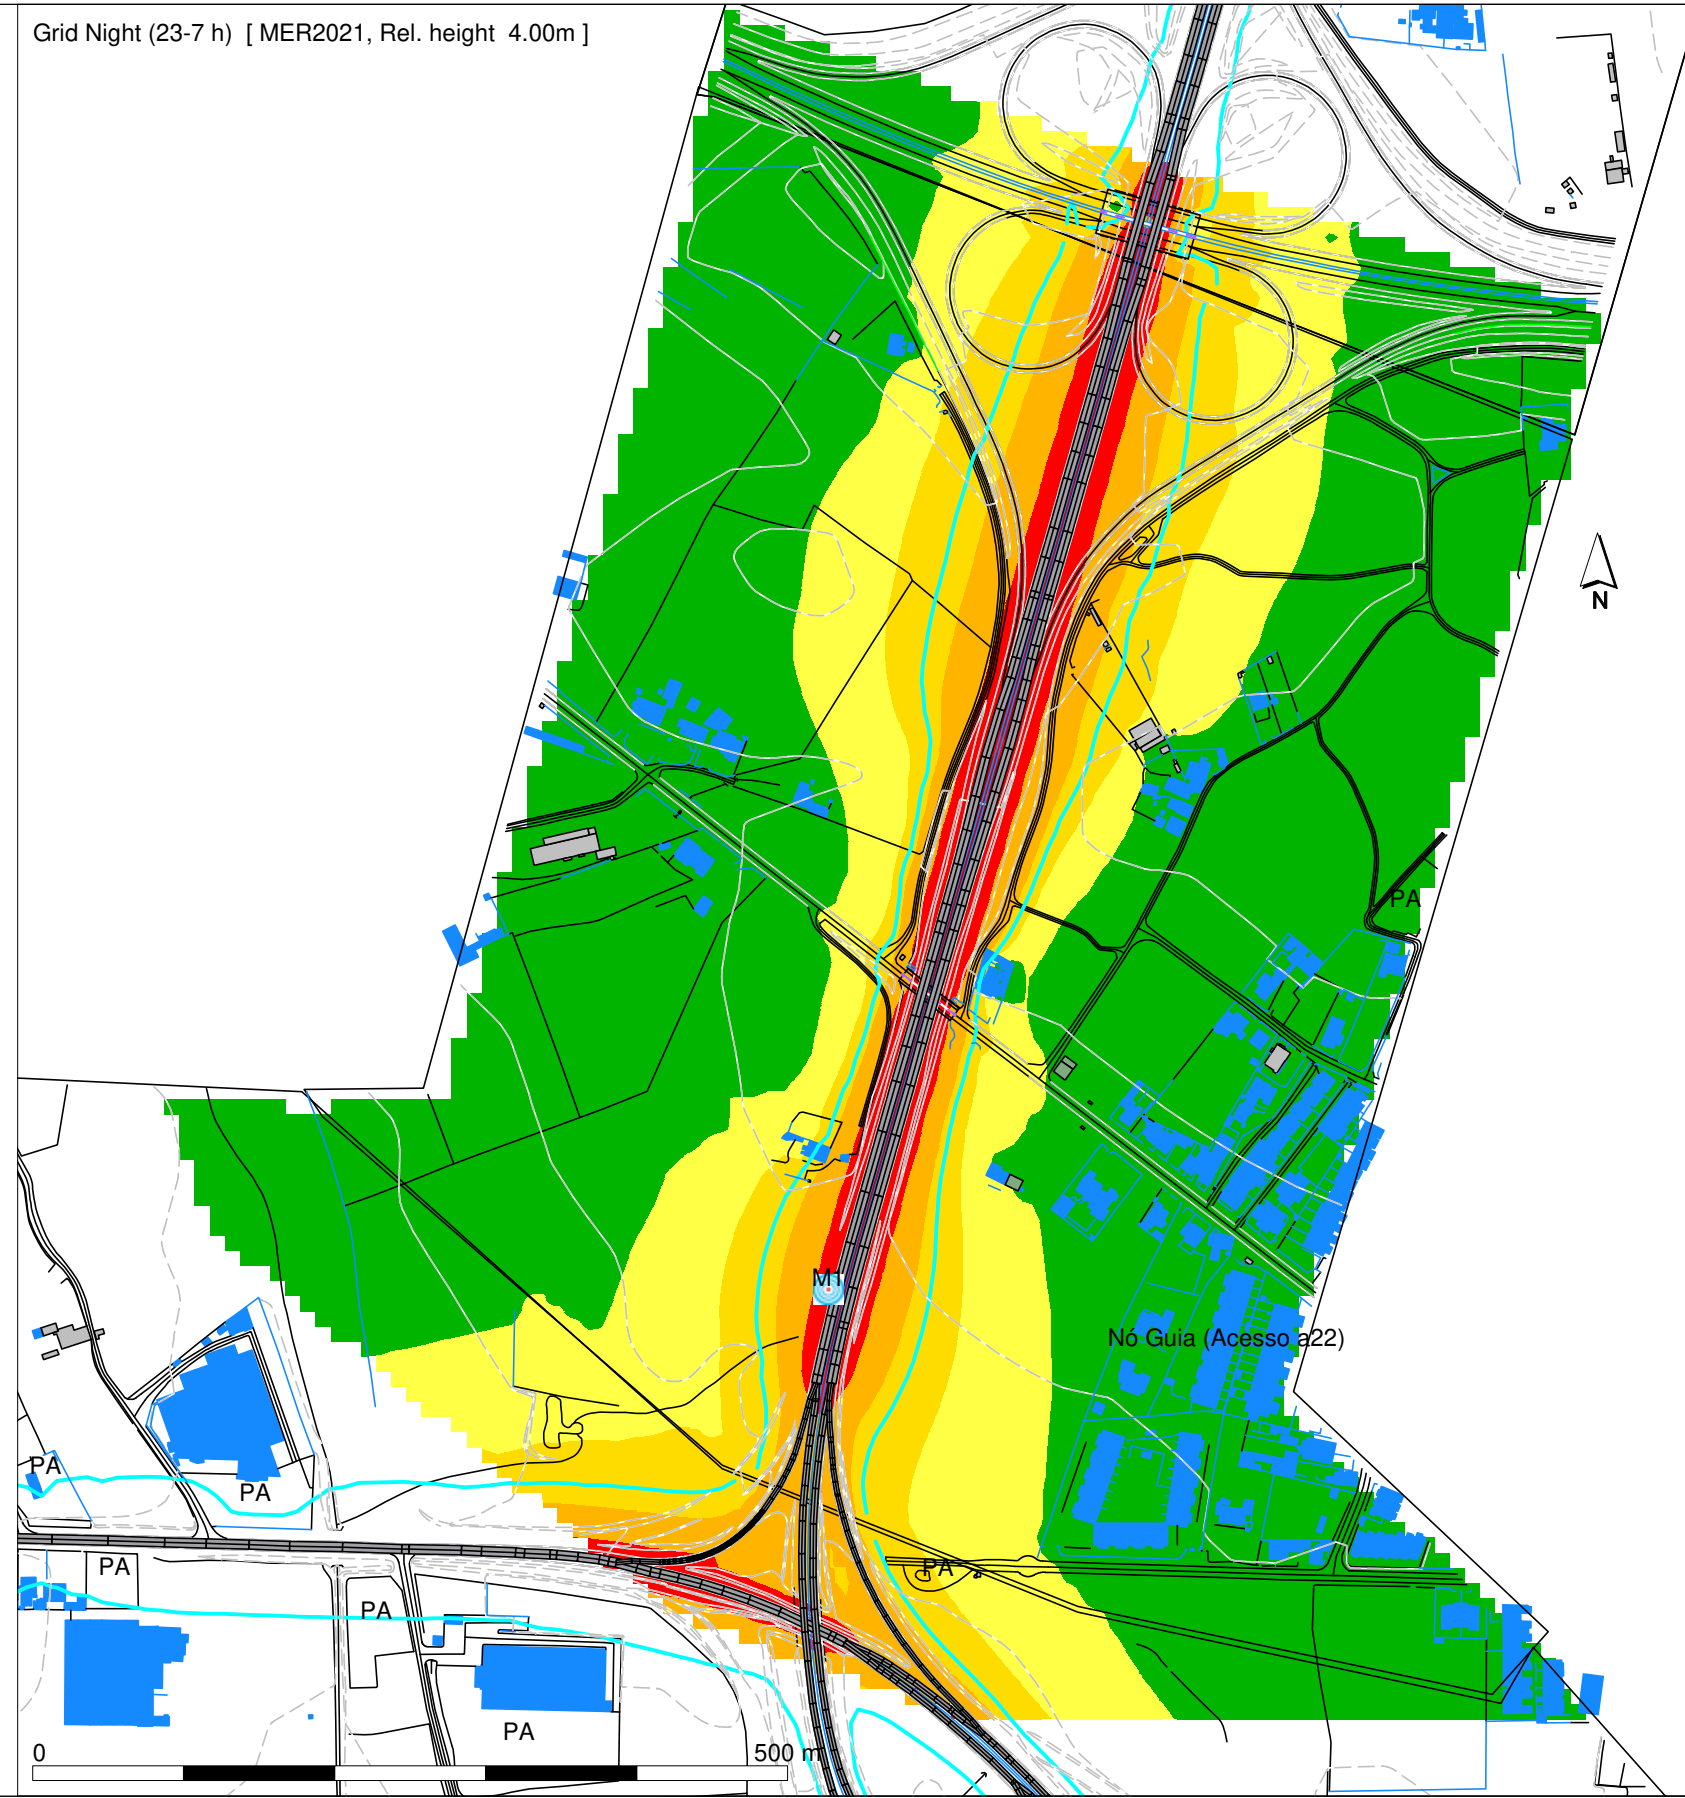 Grid Night (23-7 h) [ MER2021, Rel. height 4.00m ]
N
PA
M1
Nó Guia (Acesso a22)
PA
PA
PA
PA
PA
PA
0
500 m